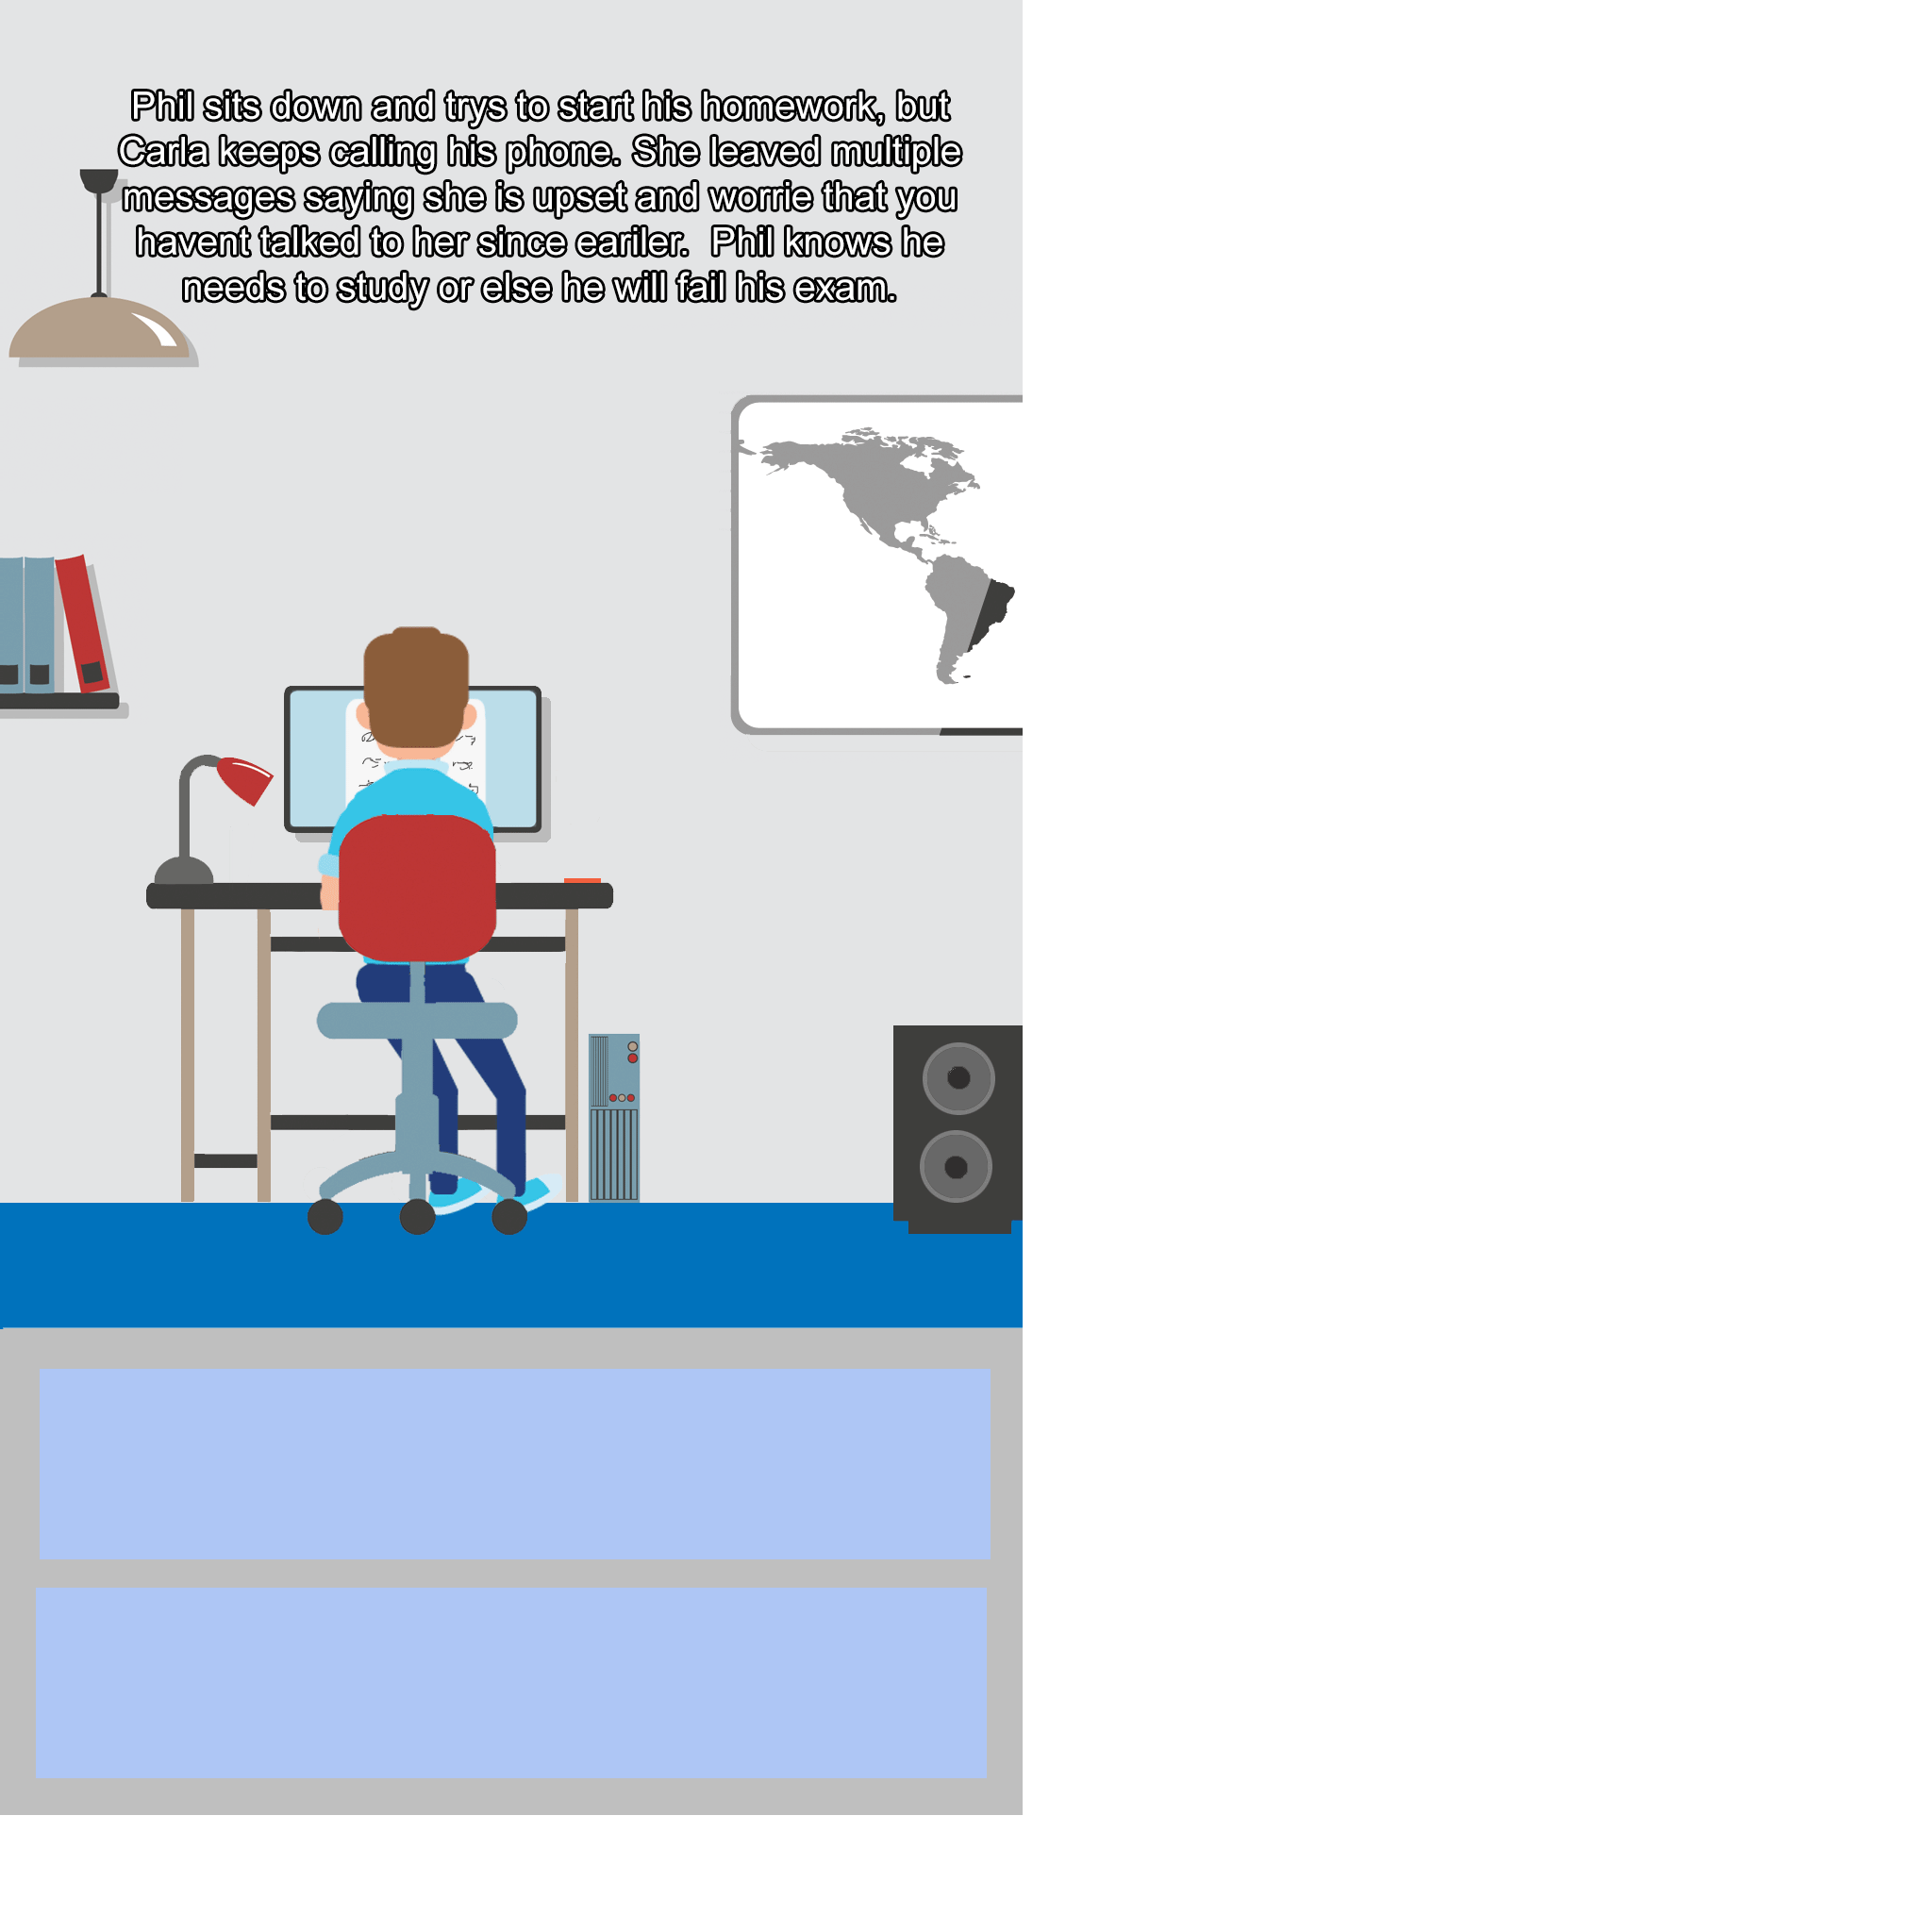 Phil sits down and trys to start his homework, but
Carla keeps calling his phone. She leaved multiple
messages saying she is upset and worrie that you
havent talked to her since eariler.  Phil knows he
needs to study or else he will fail his exam.